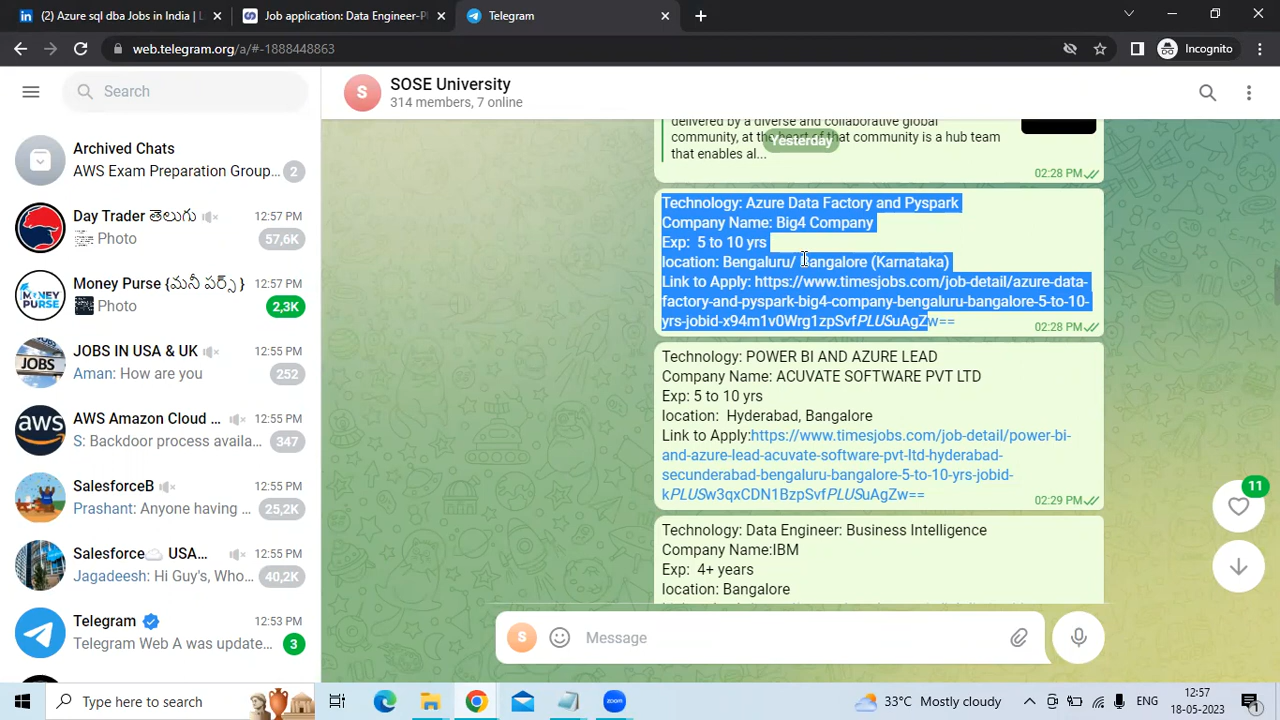 in (2) Azure sql dba Jobs in India | L
Job application: Data Engineer-P
Telegram
web.telegram.org/a/#-1888448863
Incognito
Search
Archived Chats
AWS Exam Preparation Group... 2
Day Trader తెలుగు 12:57 PM
Photo 57,6K
Money Purse {మనీ పర్స్ } 12:57 PM
MONEY PURSE
Photo 2,3K
JOBS IN USA & UK 12:55 PM
JOBS
Aman: How are you 252
AWS Amazon Cloud ... 12:55 PM
aws
S: Backdoor process availa... 347
SalesforceB 12:55 PM
Prashant: Anyone having ... 25,2K
Salesforce USA... 12:55 PM
Jagadeesh: Hi Guy's, Who... 40,2K
Telegram 12:53 PM
Telegram Web A was update... 3
S
SOSE University
314 members, 7 online
delivered by a diverse and collaborative global
community, at the heart of that community is a hub team
that enables al...
Yesterday
02:28 PM
Technology: Azure Data Factory and Pyspark
Company Name: Big4 Company
Exp: 5 to 10 yrs
location: Bengaluru/ Bangalore (Karnataka)
Link to Apply: https://www.timesjobs.com/job-detail/azure-data-
factory-and-pyspark-big4-company-bengaluru-bangalore-5-to-10-
yrs-jobid-x94m1v0Wrg1zpSvfPLUSuAgZw==
02:28 PM
Technology: POWER BI AND AZURE LEAD
Company Name: ACUVATE SOFTWARE PVT LTD
Exp: 5 to 10 yrs
location: Hyderabad, Bangalore
Link to Apply:https://www.timesjobs.com/job-detail/power-bi-
and-azure-lead-acuvate-software-pvt-ltd-hyderabad-
secunderabad-bengaluru-bangalore-5-to-10-yrs-jobid-
kPLUSw3qxCDN1BzpSvfPLUSuAgZw==
02:29 PM
Technology: Data Engineer: Business Intelligence
Company Name:IBM
Exp: 4+ years
location: Bangalore
11
S
Message
Type here to search
zoom
33°C Mostly cloudy
ENG
12:57
18-05-2023
1